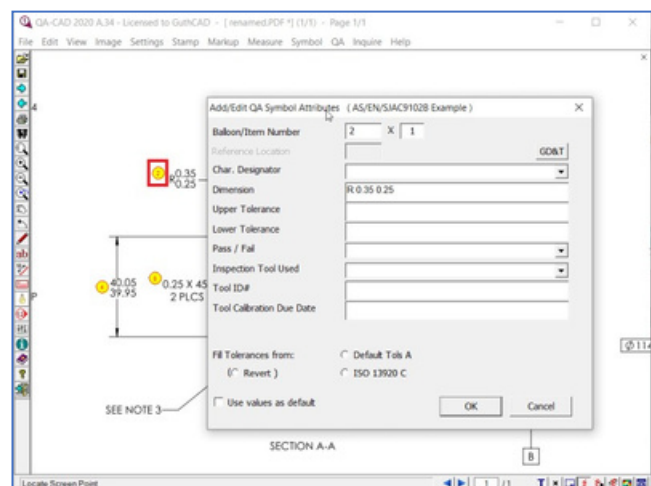 QA-CAD 2020 A.34 - Licensed to GuthCAD - [ renamed.PDF *] (1/1) - Page 1/1
File Edit View Image Settings Stamp Markup Measure Symbol QA Inquire Help
4
Add/Edit QA Symbol Attributes ( AS/EN/SJAC9102B Example )
Balloon/Item Number 2 X 1
Reference Location GD&T
Char. Designator
Dimension R 0.35 0.25
Upper Tolerance
Lower Tolerance
Pass / Fail
Inspection Tool Used
Tool ID#
Tool Calibration Due Date
Fill Tolerances from: Default Tols A
( Revert ) ISO 13920 C
Use values as default OK Cancel
2 R 0.35
0.25
40.05
39.95
0.25 X 45
2 PLCS
P
Ø114
SEE NOTE 3
SECTION A-A
B
Locate Screen Point 1 /1